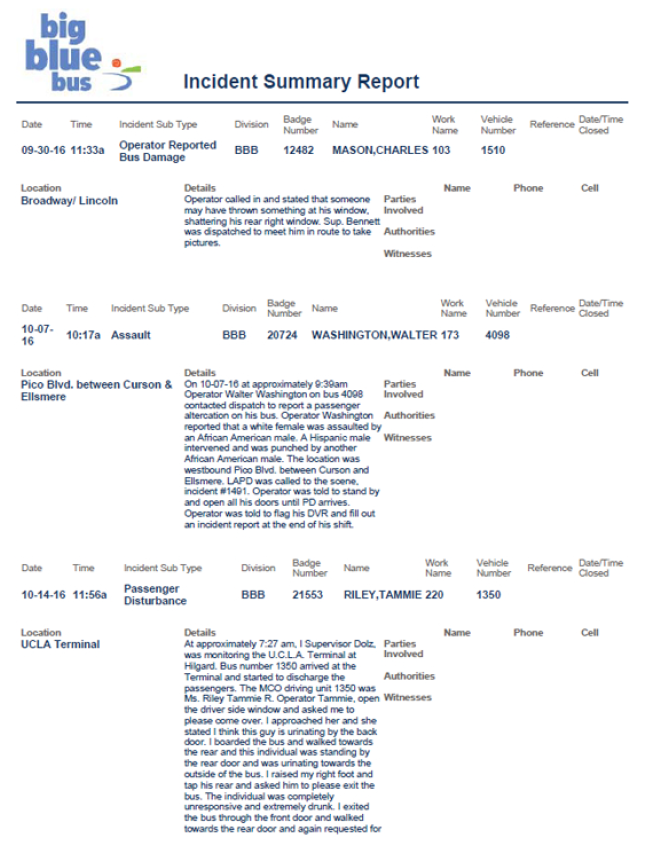 big
blue
bus
Incident Summary Report
Date Time Incident Sub Type Division Badge Number Name Work Name Vehicle Number Reference Date/Time Closed
09-30-16 11:33a Operator Reported Bus Damage BBB 12482 MASON,CHARLES 103 1510
Location
Broadway/ Lincoln
Details
Operator called in and stated that someone
may have thrown something at his window,
shattering his rear right window. Sup. Bennett
was dispatched to meet him in route to take
pictures.
Name Phone Cell
Parties Involved
Authorities
Witnesses
Date Time Incident Sub Type Division Badge Number Name Work Name Vehicle Number Reference Date/Time Closed
10-07-16 10:17a Assault BBB 20724 WASHINGTON,WALTER 173 4098
Location
Pico Blvd. between Curson &
Ellsmere
Details
On 10-07-16 at approximately 9:39am
Operator Walter Washington on bus 4098
contacted dispatch to report a passenger
altercation on his bus. Operator Washington
reported that a white female was assaulted by
an African American male. A Hispanic male
intervened and was punched by another
African American male. The location was
westbound Pico Blvd. between Curson and
Ellsmere. LAPD was called to the scene,
incident #1491. Operator was told to stand by
and open all his doors until PD arrives.
Operator was told to flag his DVR and fill out
an incident report at the end of his shift.
Name Phone Cell
Parties Involved
Authorities
Witnesses
Date Time Incident Sub Type Division Badge Number Name Work Name Vehicle Number Reference Date/Time Closed
10-14-16 11:56a Passenger Disturbance BBB 21553 RILEY,TAMMIE 220 1350
Location
UCLA Terminal
Details
At approximately 7:27 am, I Supervisor Dolz,
was monitoring the U.C.L.A. Terminal at
Hilgard. Bus number 1350 arrived at the
Terminal and started to discharge the
passengers. The MCO driving unit 1350 was
Ms. Riley Tammie R. Operator Tammie, open
the driver side window and asked me to
please come over. I approached her and she
stated I think this guy is urinating by the back
door. I boarded the bus and walked towards
the rear and this individual was standing by
the rear door and was urinating towards the
outside of the bus. I raised my right foot and
tap his rear and asked him to please exit the
bus. The individual was completely
unresponsive and extremely drunk. I exited
the bus through the front door and walked
towards the rear door and again requested for
Name Phone Cell
Parties Involved
Authorities
Witnesses